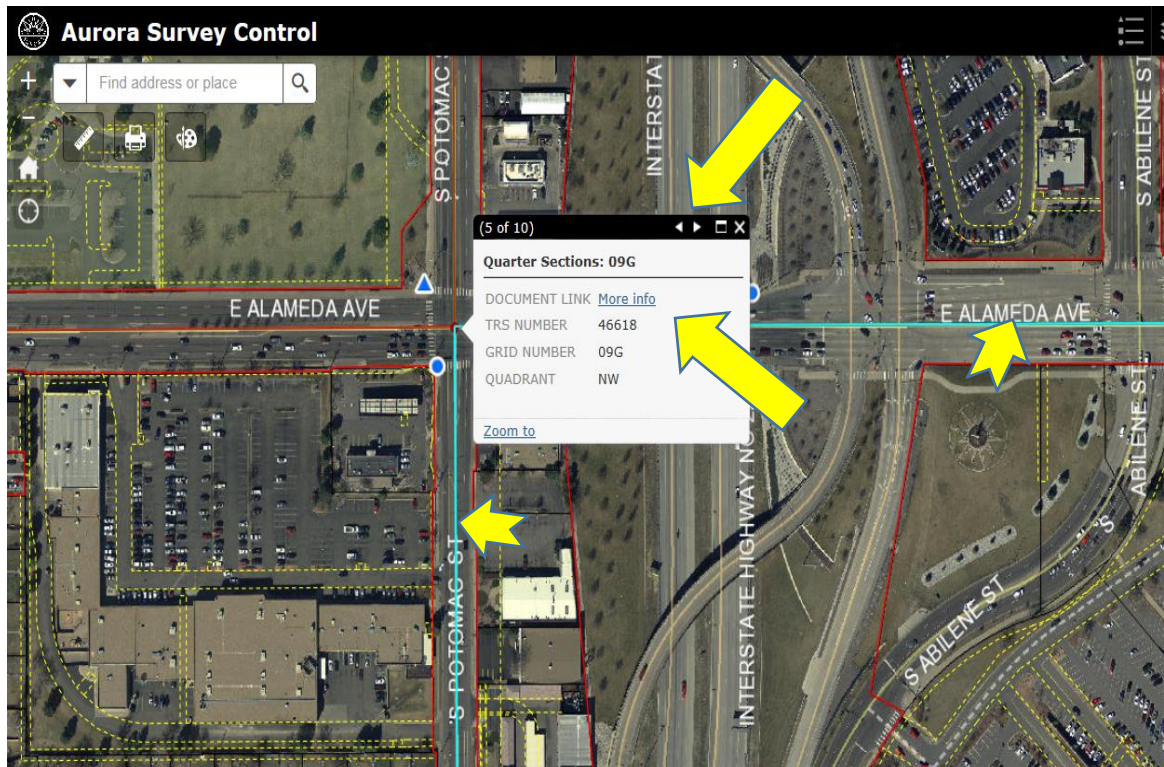 Aurora Survey Control
+
Find address or place
−
S POTOMAC S
INTERSTAT
S ABILENE ST
(5 of 10)
Quarter Sections: 09G
DOCUMENT LINK More info
TRS NUMBER 46618
GRID NUMBER 09G
QUADRANT NW
Zoom to
E ALAMEDA AVE
E ALAMEDA AVE
S POTOMAC ST
INTERSTATE HIGHWAY NO 2
S ABILENE ST
S ABILENE ST